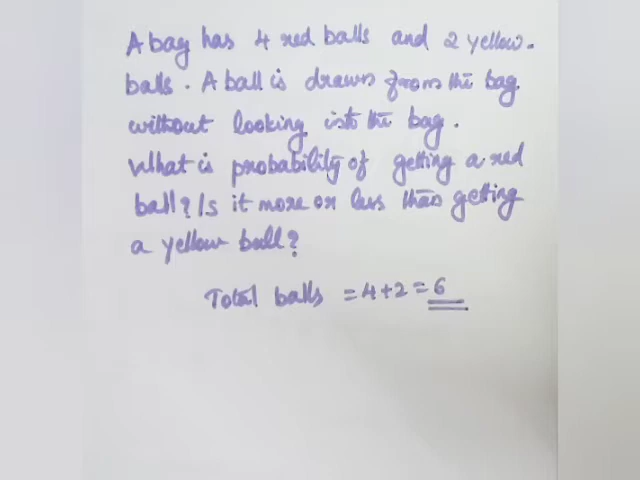 A bag has 4 red balls and 2 yellow.
balls. A ball is drawn from the bag.
without looking into the bag.
What is probability of getting a red
ball? Is it more or less than getting
a yellow ball?
Total balls = 4+2 = 6